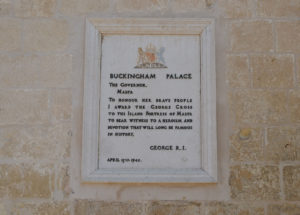 BUCKINGHAM PALACE
THE GOVERNOR,
MALTA
TO HONOUR HER BRAVE PEOPLE
I AWARD THE GEORGE CROSS
TO THE ISLAND FORTRESS OF MALTA,
TO BEAR WITNESS TO A HEROISM AND
DEVOTION THAT WILL LONG BE FAMOUS
IN HISTORY.
GEORGE R.I.
APRIL 15TH 1942.